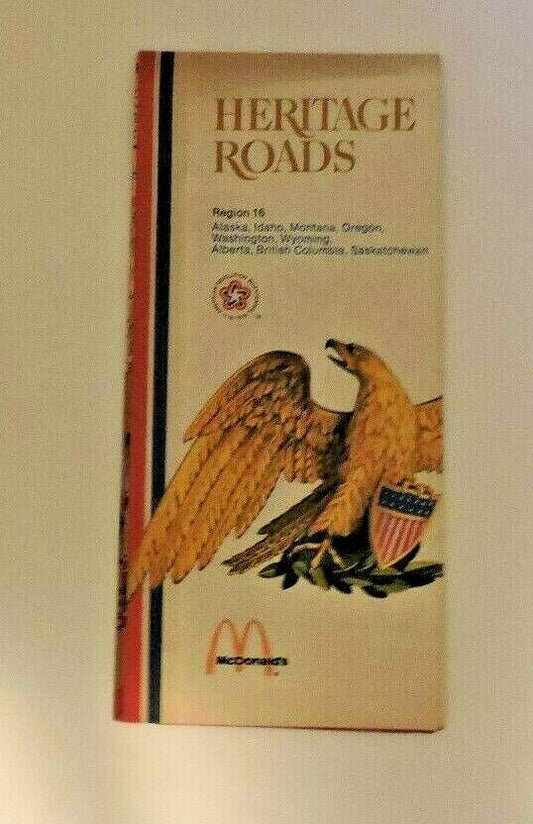 HERITAGE
ROADS
Region 16
Alaska, Idaho, Montana, Oregon,
Washington, Wyoming,
Alberta, British Columbia, Saskatchewan
McDonald's